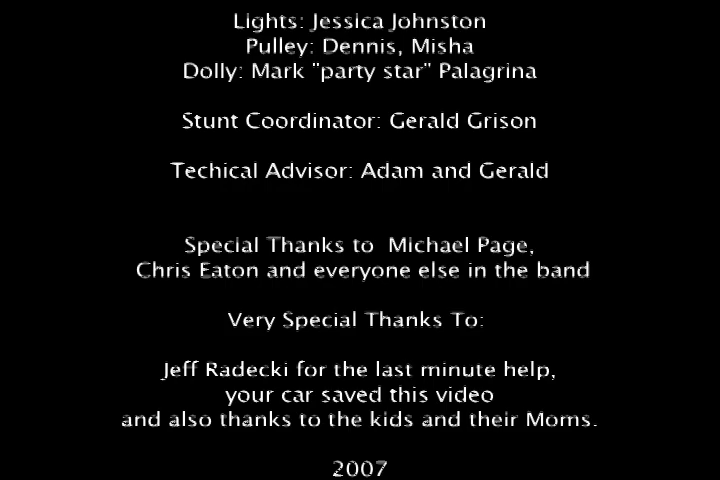 Lights: Jessica Johnston
Pulley: Dennis, Misha
Dolly: Mark "party star" Palagrina
Stunt Coordinator: Gerald Grison
Techical Advisor: Adam and Gerald
Special Thanks to  Michael Page,
Chris Eaton and everyone else in the band
Very Special Thanks To:
Jeff Radecki for the last minute help,
your car saved this video
and also thanks to the kids and their Moms.
2007